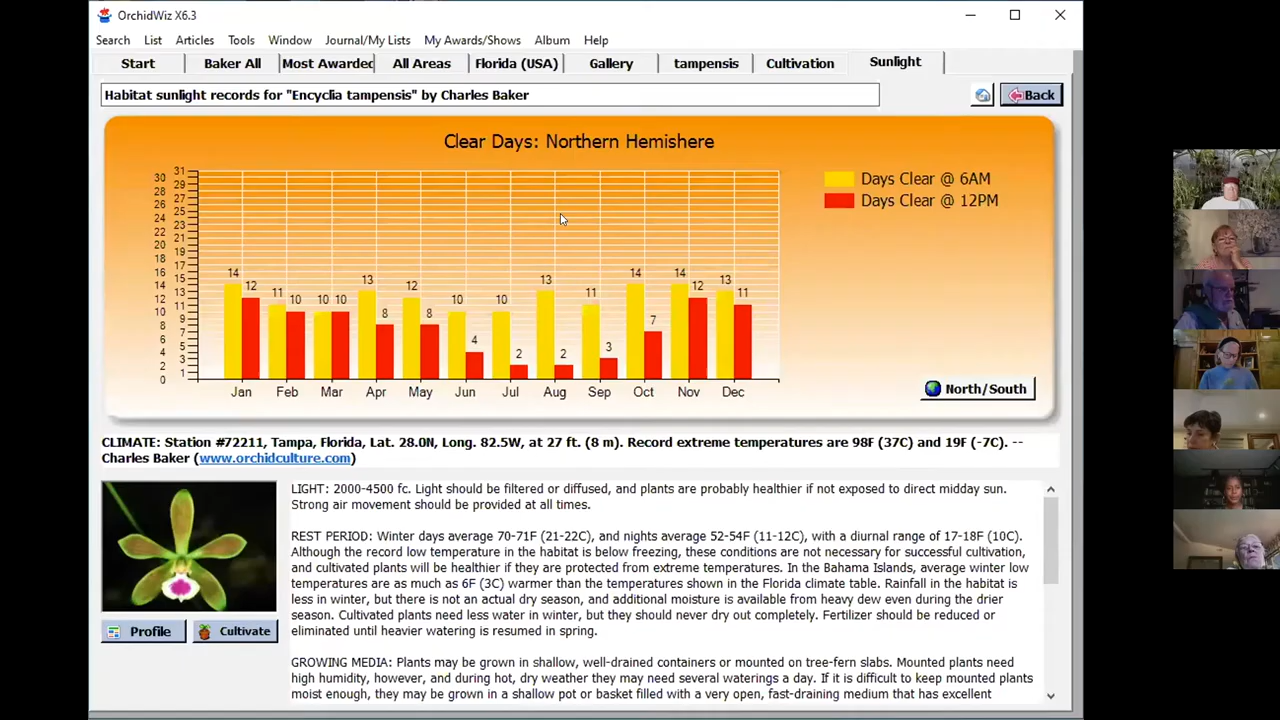 OrchidWiz X6.3
Search List Articles Tools Window Journal/My Lists My Awards/Shows Album Help
Start Baker All Most Awarded All Areas Florida (USA) Gallery tampensis Cultivation Sunlight
Habitat sunlight records for "Encyclia tampensis" by Charles Baker
Back
Clear Days: Northern Hemishere
31
30
29
28
27
26
25
24
23
22
21
20
19
18
17
16
15
14
13
12
11
10
9
8
7
6
5
4
3
2
1
0
14 12 11 10 10 10 13 8 12 8 10 4 10 2 13 2 11 3 14 7 14 12 13 11
Jan Feb Mar Apr May Jun Jul Aug Sep Oct Nov Dec
Days Clear @ 6AM
Days Clear @ 12PM
North/South
CLIMATE: Station #72211, Tampa, Florida, Lat. 28.0N, Long. 82.5W, at 27 ft. (8 m). Record extreme temperatures are 98F (37C) and 19F (-7C). --
Charles Baker (www.orchidculture.com)
LIGHT: 2000-4500 fc. Light should be filtered or diffused, and plants are probably healthier if not exposed to direct midday sun.
Strong air movement should be provided at all times.
REST PERIOD: Winter days average 70-71F (21-22C), and nights average 52-54F (11-12C), with a diurnal range of 17-18F (10C).
Although the record low temperature in the habitat is below freezing, these conditions are not necessary for successful cultivation,
and cultivated plants will be healthier if they are protected from extreme temperatures. In the Bahama Islands, average winter low
temperatures are as much as 6F (3C) warmer than the temperatures shown in the Florida climate table. Rainfall in the habitat is
less in winter, but there is not an actual dry season, and additional moisture is available from heavy dew even during the drier
season. Cultivated plants need less water in winter, but they should never dry out completely. Fertilizer should be reduced or
eliminated until heavier watering is resumed in spring.
GROWING MEDIA: Plants may be grown in shallow, well-drained containers or mounted on tree-fern slabs. Mounted plants need
high humidity, however, and during hot, dry weather they may need several waterings a day. If it is difficult to keep mounted plants
moist enough, they may be grown in a shallow pot or basket filled with a very open, fast-draining medium that has excellent
Profile Cultivate